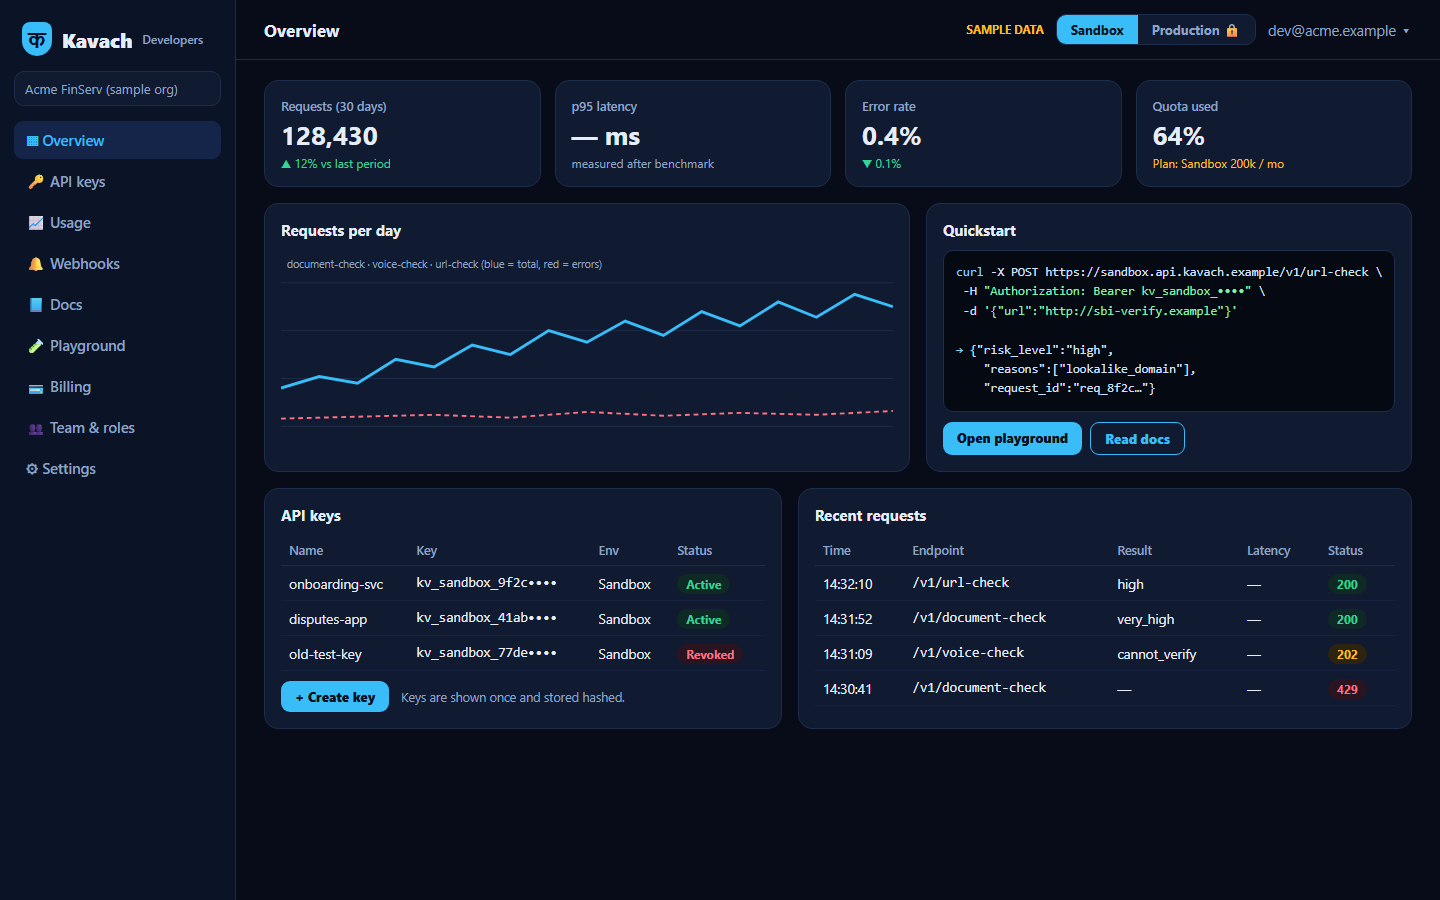 क Kavach Developers
Acme FinServ (sample org)
Overview
API keys
Usage
Webhooks
Docs
Playground
Billing
Team & roles
Settings
Overview
SAMPLE DATA
Sandbox
Production
dev@acme.example ▾
Requests (30 days)
128,430
▲ 12% vs last period
p95 latency
— ms
measured after benchmark
Error rate
0.4%
▼ 0.1%
Quota used
64%
Plan: Sandbox 200k / mo
Requests per day
document-check · voice-check · url-check (blue = total, red = errors)
Quickstart
curl -X POST https://sandbox.api.kavach.example/v1/url-check \
-H "Authorization: Bearer kv_sandbox_••••" \
-d '{"url":"http://sbi-verify.example"}'
→ {"risk_level":"high",
"reasons":["lookalike_domain"],
"request_id":"req_8f2c…"}
Open playground
Read docs
API keys
Name Key Env Status
onboarding-svc kv_sandbox_9f2c•••• Sandbox Active
disputes-app kv_sandbox_41ab•••• Sandbox Active
old-test-key kv_sandbox_77de•••• Sandbox Revoked
+ Create key Keys are shown once and stored hashed.
Recent requests
Time Endpoint Result Latency Status
14:32:10 /v1/url-check high — 200
14:31:52 /v1/document-check very_high — 200
14:31:09 /v1/voice-check cannot_verify — 202
14:30:41 /v1/document-check — — 429